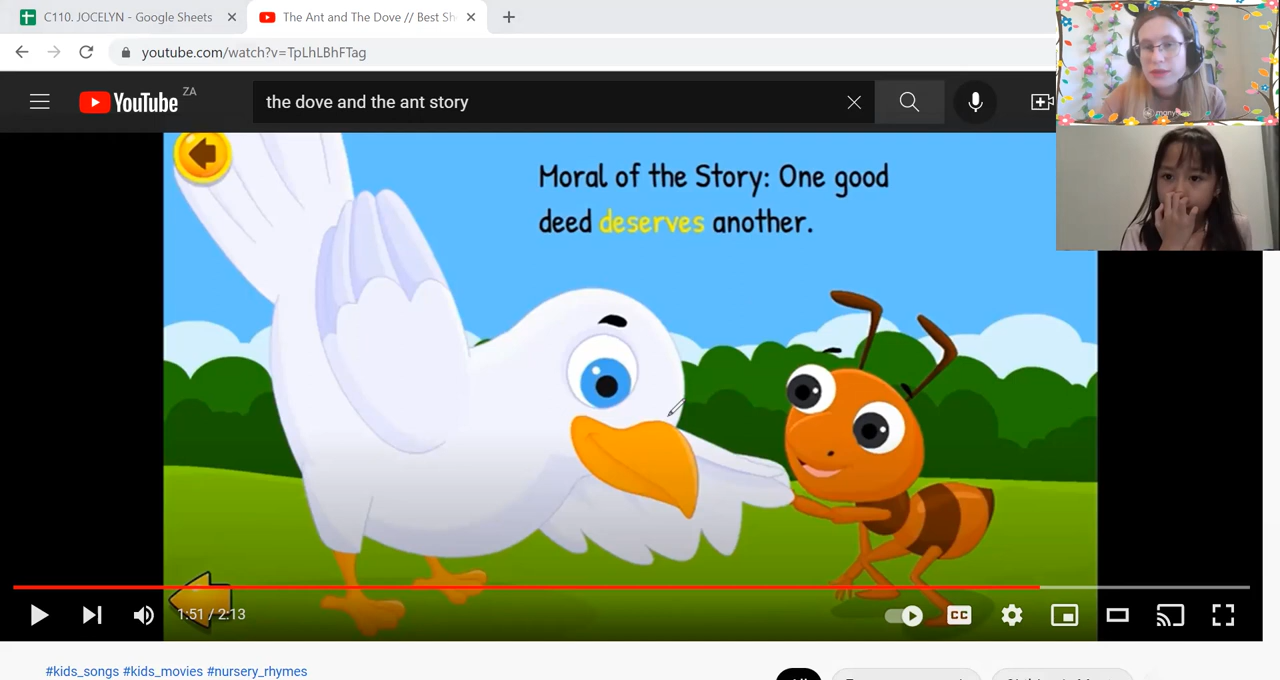 C110. JOCELYN - Google Sheets
The Ant and The Dove // Best Sh
youtube.com/watch?v=TpLhLBhFTag
YouTube ZA
the dove and the ant story
Moral of the Story: One good
deed deserves another.
1:51 / 2:13
CC
#kids_songs #kids_movies #nursery_rhymes